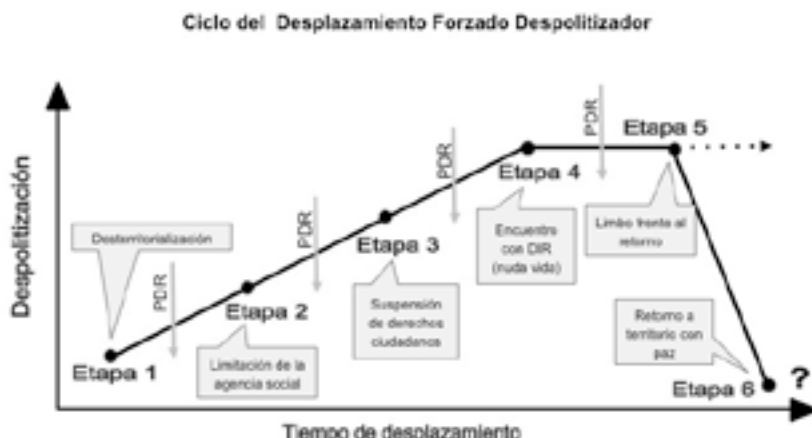 Ciclo del Desplazamiento Forzado Despolitizador
Despolitización
Desterritorialización
PDR
PDR
PDR
PDR
Etapa 1
Etapa 2
Etapa 3
Etapa 4
Etapa 5
Etapa 6
?
Limitación de la
agencia social
Suspensión
de derechos
ciudadanos
Encuentro
con DIR
(nuda vida)
Limbo frente al
retorno
Retorno a
territorio con
paz
Tiempo de desplazamiento